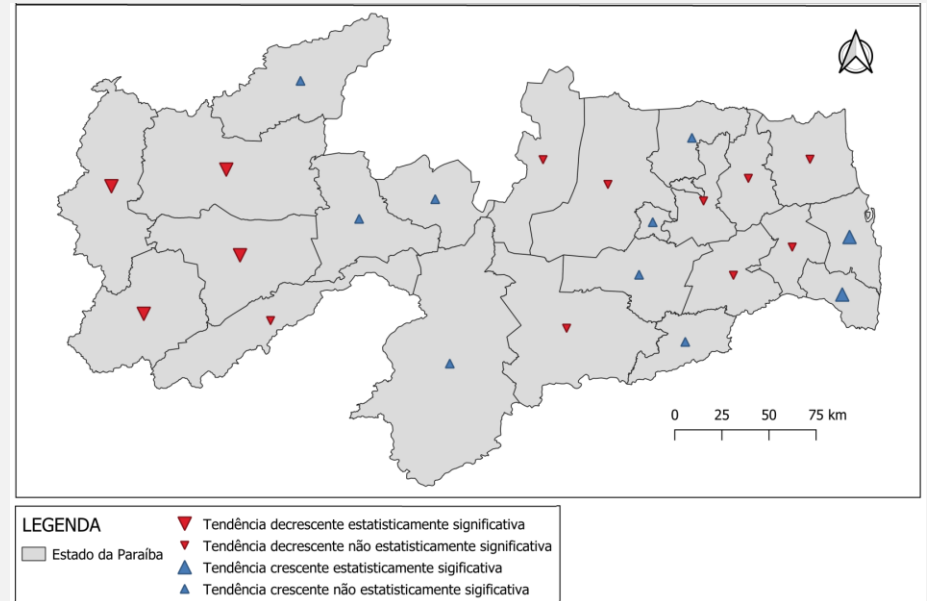 0 25 50 75 km
LEGENDA
Estado da Paraíba
Tendência decrescente estatisticamente significativa
Tendência decrescente não estatisticamente significativa
Tendência crescente estatisticamente sigificativa
Tendência crescente não estatisticamente sigificativa